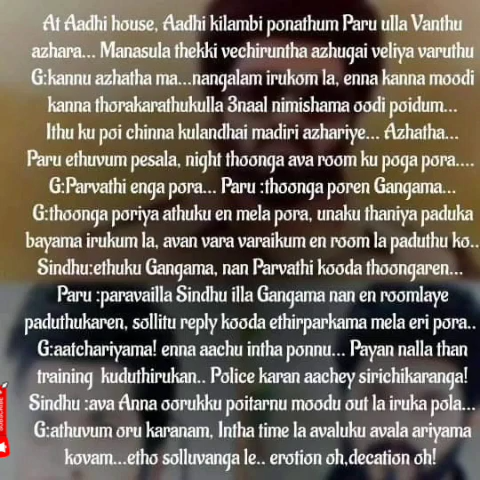 At Aadhi house, Aadhi kilambi ponathum Paru ulla Vanthu
azhara... Manasula thekki vechiruntha azhugai veliya varuthu
G:kannu azhatha ma...nangalam irukom la, enna kanna moodi
kanna thorakarathukulla 3naal nimishama oodi poidum...
Ithu ku poi chinna kulandhai madiri azhariye... Azhatha...
Paru ethuvum pesala, night thoonga ava room ku poga pora....
G:Parvathi enga pora... Paru :thoonga poren Gangama...
G:thoonga poriya athuku en mela pora, unaku thaniya paduka
bayama irukum la, avan vara varaikum en room la paduthu ko..
Sindhu:ethuku Gangama, nan Parvathi kooda thoongaren...
Paru :paravailla Sindhu illa Gangama nan en roomlaye
paduthukaren, sollitu reply kooda ethirparkama mela eri pora..
G:aatchariyama! enna aachu intha ponnu... Payan nalla than
training kuduthirukan.. Police karan aachey sirichikaranga!
Sindhu :ava Anna oorukku poitarnu moodu out la iruka pola...
G:athuvum oru karanam, Intha time la avaluku avala ariyama
kovam...etho solluvanga le.. erotion oh,decation oh!